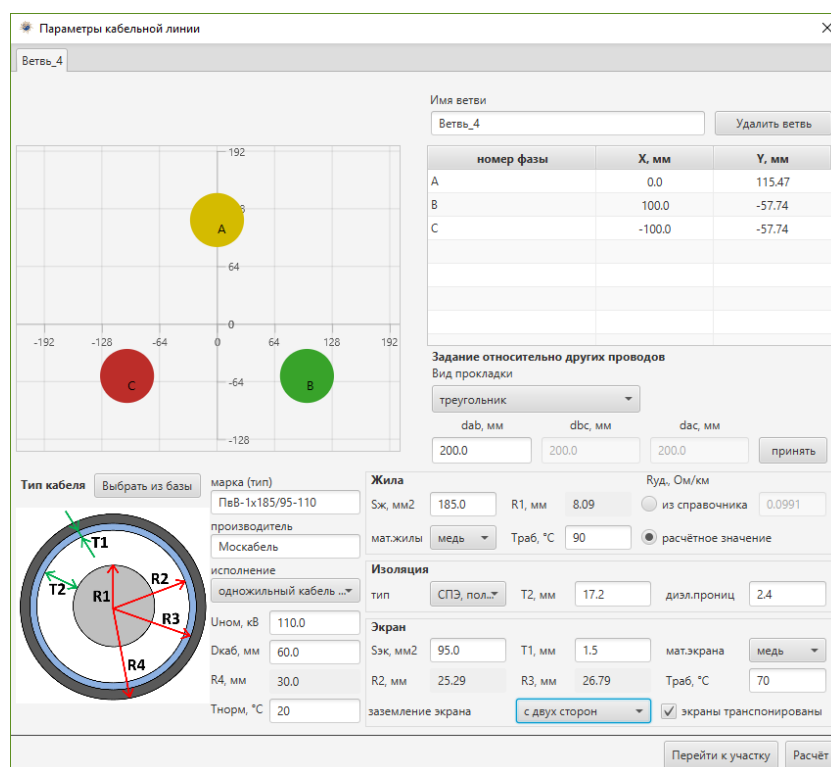 Параметры кабельной линии
Ветвь_4
Имя ветви
Ветвь_4 Удалить ветвь
номер фазы X, мм Y, мм
A 0.0 115.47
B 100.0 -57.74
C -100.0 -57.74
192
A
64
0
-192 -128 -64 0 64 128 192
C -64 B
-128
Задание относительно других проводов
Вид прокладки
треугольник
dab, мм dbc, мм dac, мм
200.0 200.0 200.0 принять
Тип кабеля Выбрать из базы
марка (тип)
ПвВ-1x185/95-110
производитель
Москабель
исполнение
одножильный кабель ...
Uном, кВ 110.0
Dкаб, мм 60.0
R4, мм 30.0
Tнорм, °C 20
T1
T2
R1
R2
R3
R4
Жила Rуд., Ом/км
Sж, мм2 185.0 R1, мм 8.09 из справочника 0.0991
мат.жилы медь Tраб, °C 90 расчётное значение
Изоляция
тип СПЭ, пол... T2, мм 17.2 диэл.прониц 2.4
Экран
Sэк, мм2 95.0 T1, мм 1.5 мат.экрана медь
R2, мм 25.29 R3, мм 26.79 Tраб, °C 70
заземление экрана с двух сторон экраны транспонированы
Перейти к участку Расчёт